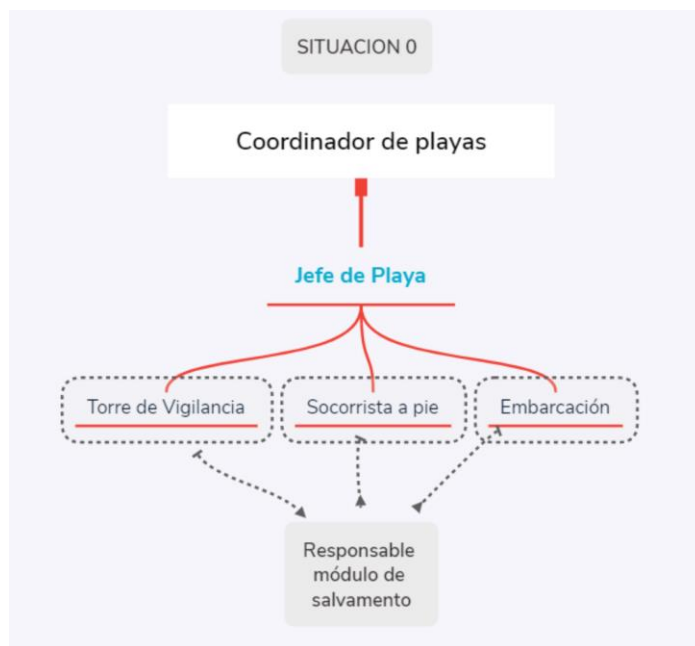 SITUACION 0
Coordinador de playas
Jefe de Playa
Torre de Vigilancia
Socorrista a pie
Embarcación
Responsable
módulo de
salvamento